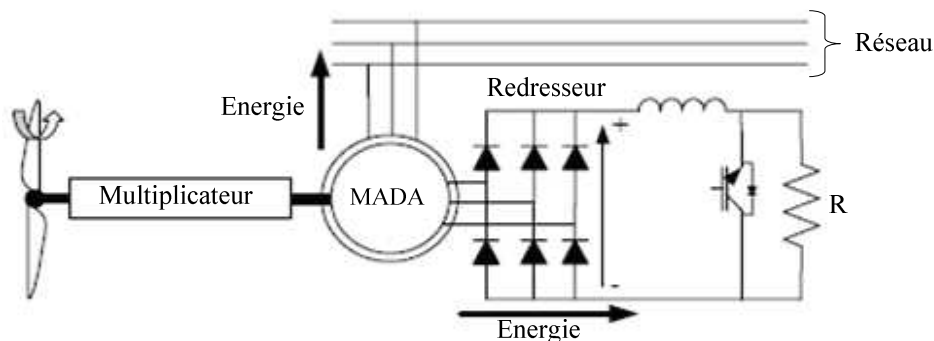 Réseau
Redresseur
Energie
+
Multiplicateur
MADA
R
-
Energie